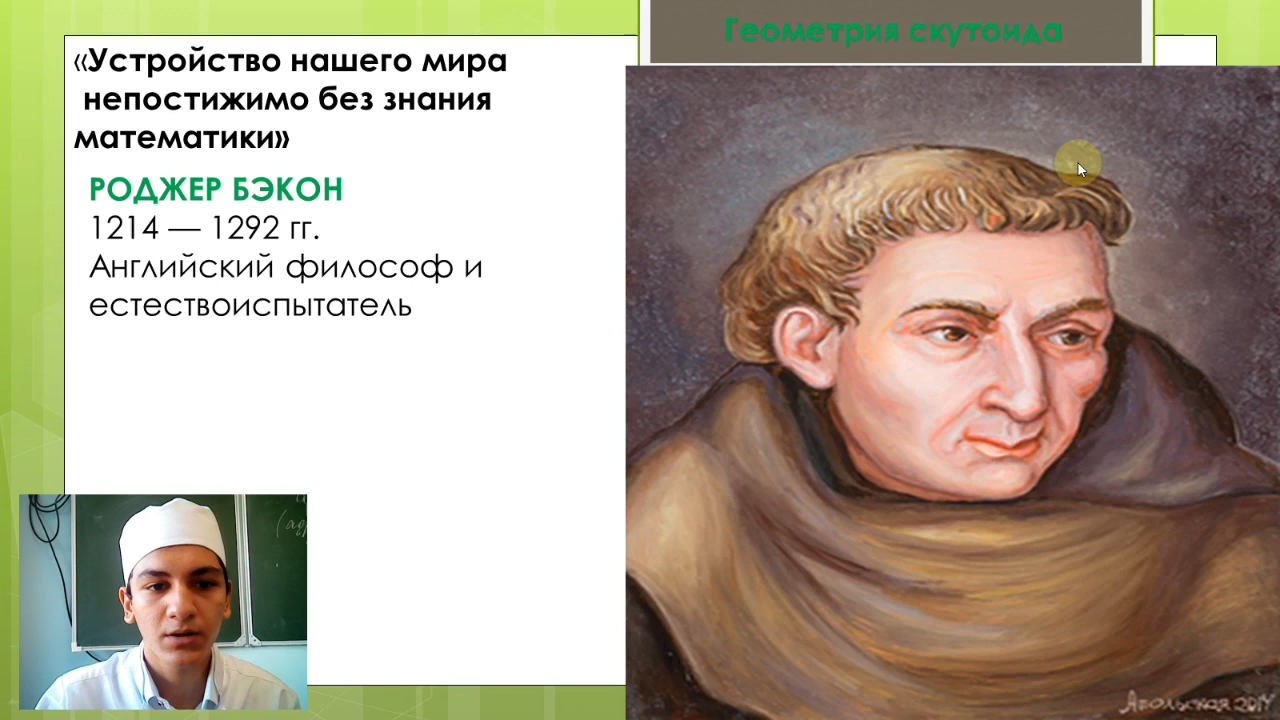 Геометрия скутоида
«Устройство нашего мира
непостижимо без знания
математики»
РОДЖЕР БЭКОН
1214 — 1292 гг.
Английский философ и
естествоиспытатель